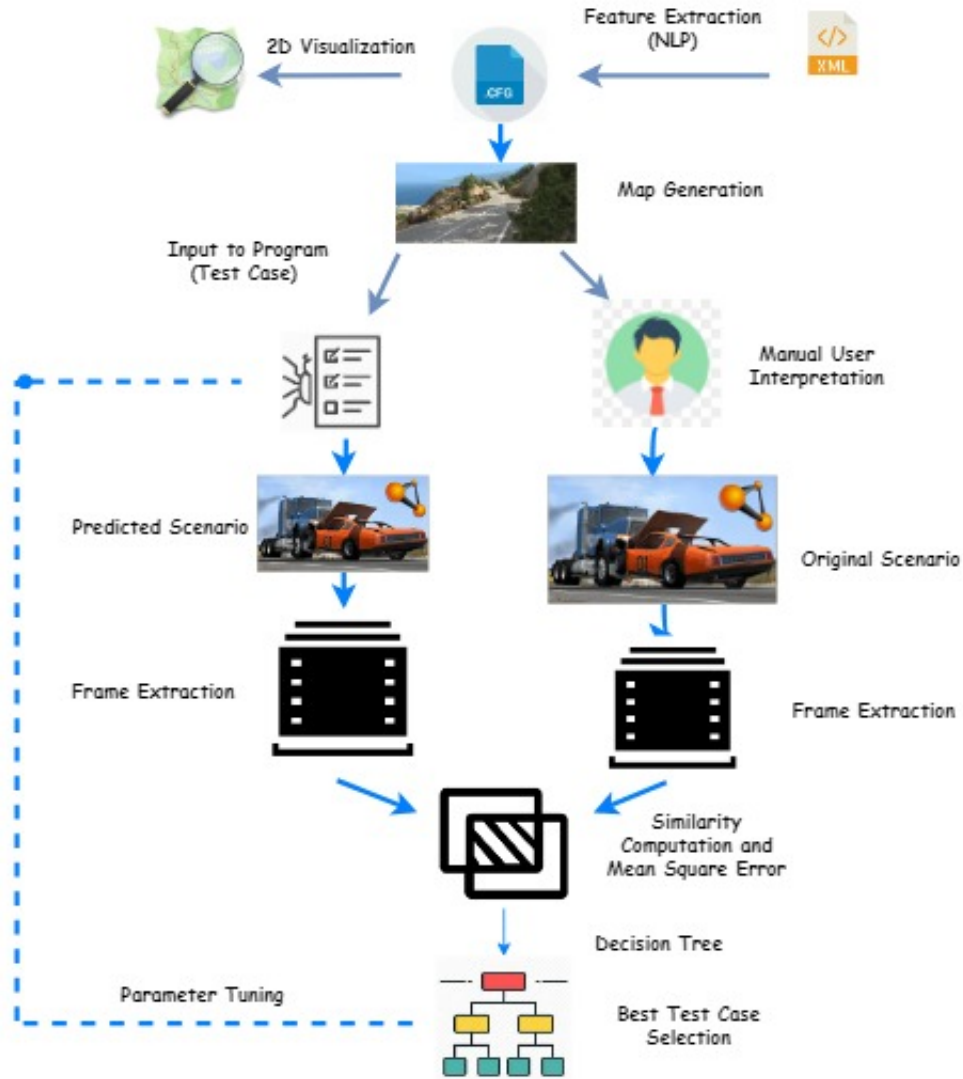 Feature Extraction
(NLP)
2D Visualization
</>
XML
.CFG
Map Generation
Input to Program
(Test Case)
Manual User
Interpretation
Predicted Scenario
01
01
Original Scenario
Frame Extraction
Frame Extraction
Similarity
Computation and
Mean Square Error
Decision Tree
Parameter Tuning
Best Test Case
Selection